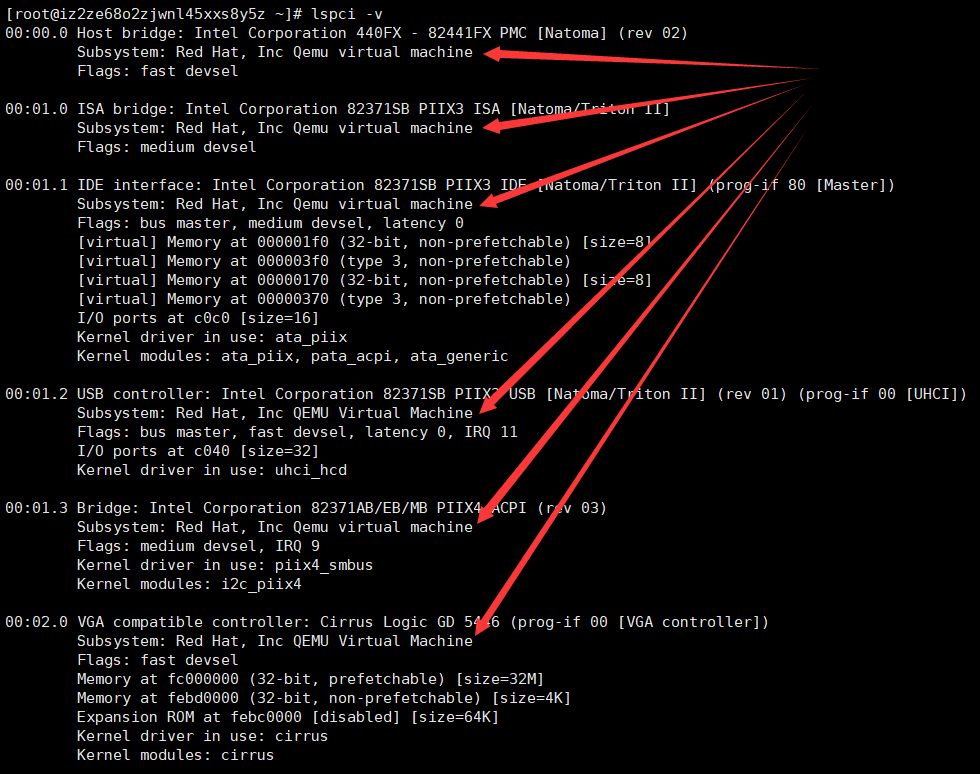 [root@iz2ze68o2zjwnl45xxs8y5z ~]# lspci -v
00:00.0 Host bridge: Intel Corporation 440FX - 82441FX PMC [Natoma] (rev 02)
Subsystem: Red Hat, Inc Qemu virtual machine
Flags: fast devsel
00:01.0 ISA bridge: Intel Corporation 82371SB PIIX3 ISA [Natoma/Triton II]
Subsystem: Red Hat, Inc Qemu virtual machine
Flags: medium devsel
00:01.1 IDE interface: Intel Corporation 82371SB PIIX3 IDE [Natoma/Triton II] (prog-if 80 [Master])
Subsystem: Red Hat, Inc Qemu virtual machine
Flags: bus master, medium devsel, latency 0
[virtual] Memory at 000001f0 (32-bit, non-prefetchable) [size=8]
[virtual] Memory at 000003f0 (type 3, non-prefetchable)
[virtual] Memory at 00000170 (32-bit, non-prefetchable) [size=8]
[virtual] Memory at 00000370 (type 3, non-prefetchable)
I/O ports at c0c0 [size=16]
Kernel driver in use: ata_piix
Kernel modules: ata_piix, pata_acpi, ata_generic
00:01.2 USB controller: Intel Corporation 82371SB PIIX3 USB [Natoma/Triton II] (rev 01) (prog-if 00 [UHCI])
Subsystem: Red Hat, Inc QEMU Virtual Machine
Flags: bus master, fast devsel, latency 0, IRQ 11
I/O ports at c040 [size=32]
Kernel driver in use: uhci_hcd
00:01.3 Bridge: Intel Corporation 82371AB/EB/MB PIIX4 ACPI (rev 03)
Subsystem: Red Hat, Inc Qemu virtual machine
Flags: medium devsel, IRQ 9
Kernel driver in use: piix4_smbus
Kernel modules: i2c_piix4
00:02.0 VGA compatible controller: Cirrus Logic GD 5446 (prog-if 00 [VGA controller])
Subsystem: Red Hat, Inc QEMU Virtual Machine
Flags: fast devsel
Memory at fc000000 (32-bit, prefetchable) [size=32M]
Memory at febd0000 (32-bit, non-prefetchable) [size=4K]
Expansion ROM at febc0000 [disabled] [size=64K]
Kernel driver in use: cirrus
Kernel modules: cirrus